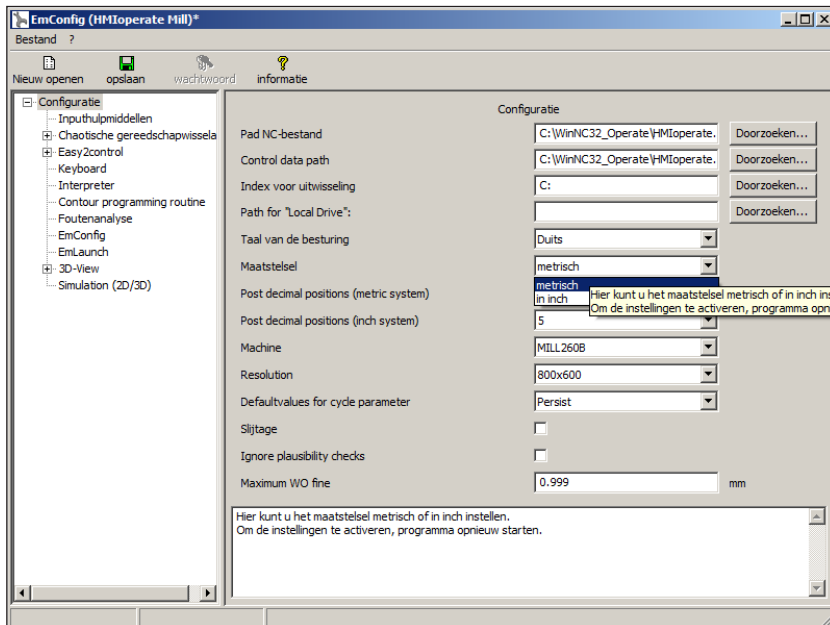 EmConfig (HMIoperate Mill)*
Bestand ?
Nieuw openen opslaan wachtwoord informatie
Configuratie
Inputhulpmiddelen
Chaotische gereedschapwissela
Easy2control
Keyboard
Interpreter
Contour programming routine
Foutenanalyse
EmConfig
EmLaunch
3D-View
Simulation (2D/3D)
Configuratie
Pad NC-bestand C:\WinNC32_Operate\HMIoperate. Doorzoeken...
Control data path C:\WinNC32_Operate\HMIoperate. Doorzoeken...
Index voor uitwisseling C: Doorzoeken...
Path for "Local Drive": Doorzoeken...
Taal van de besturing Duits
Maatstelsel metrisch
metrisch
Post decimal positions (metric system) in inch
Hier kunt u het maatstelsel metrisch of in inch ins
Om de instellingen te activeren, programma opn
Post decimal positions (inch system) 5
Machine MILL260B
Resolution 800x600
Defaultvalues for cycle parameter Persist
Slijtage
Ignore plausibility checks
Maximum WO fine 0.999 mm
Hier kunt u het maatstelsel metrisch of in inch instellen.
Om de instellingen te activeren, programma opnieuw starten.